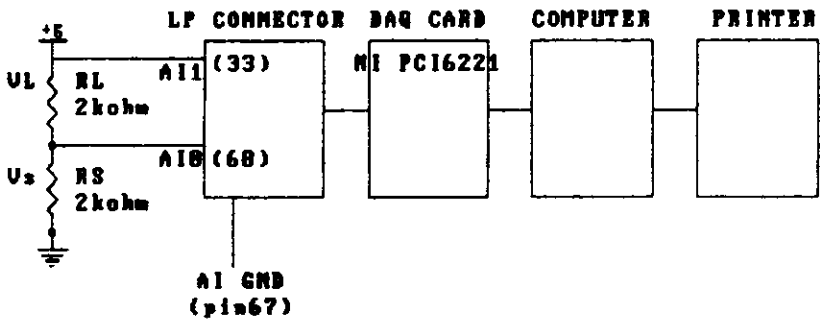 LP CONNECTOR DAQ CARD COMPUTER PRINTER
+5
AI1 (33) NI PCI6221
VL RL
2kohm
AI0 (68)
Vs RS
2kohm
AI GND
(pin67)